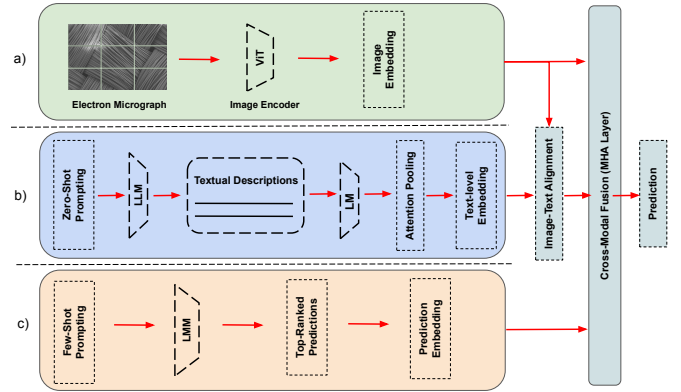 a)
Electron Micrograph
ViT
Image Encoder
Image
Embedding
b)
Zero-Shot
Prompting
LLM
Textual Descriptions
LM
Attention Pooling
Text-level
Embedding
Image-Text Alignment
Cross-Modal Fusion (MHA Layer)
Prediction
c)
Few-Shot
Prompting
LMM
Top-Ranked
Predictions
Prediction
Embedding